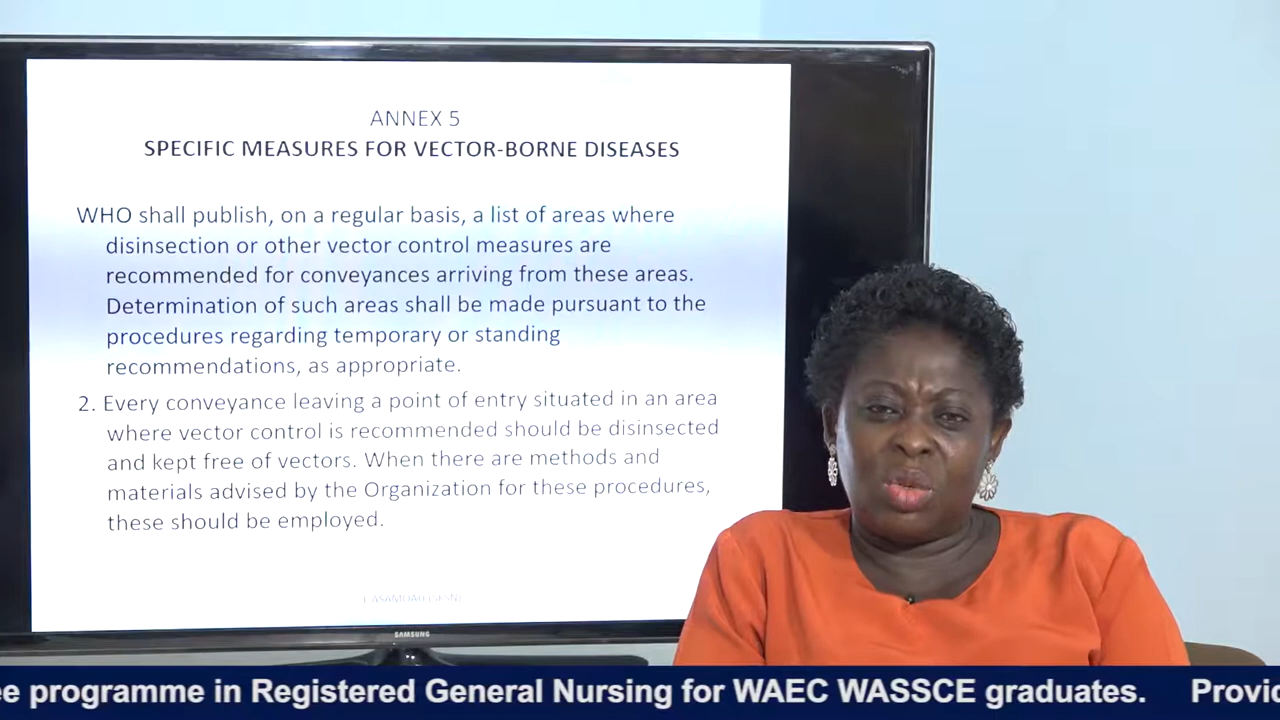 ANNEX 5
SPECIFIC MEASURES FOR VECTOR-BORNE DISEASES
WHO shall publish, on a regular basis, a list of areas where
disinsection or other vector control measures are
recommended for conveyances arriving from these areas.
Determination of such areas shall be made pursuant to the
procedures regarding temporary or standing
recommendations, as appropriate.
2. Every conveyance leaving a point of entry situated in an area
where vector control is recommended should be disinsected
and kept free of vectors. When there are methods and
materials advised by the Organization for these procedures,
these should be employed.
SAMSUNG
ee programme in Registered General Nursing for WAEC WASSCE graduates. Provid